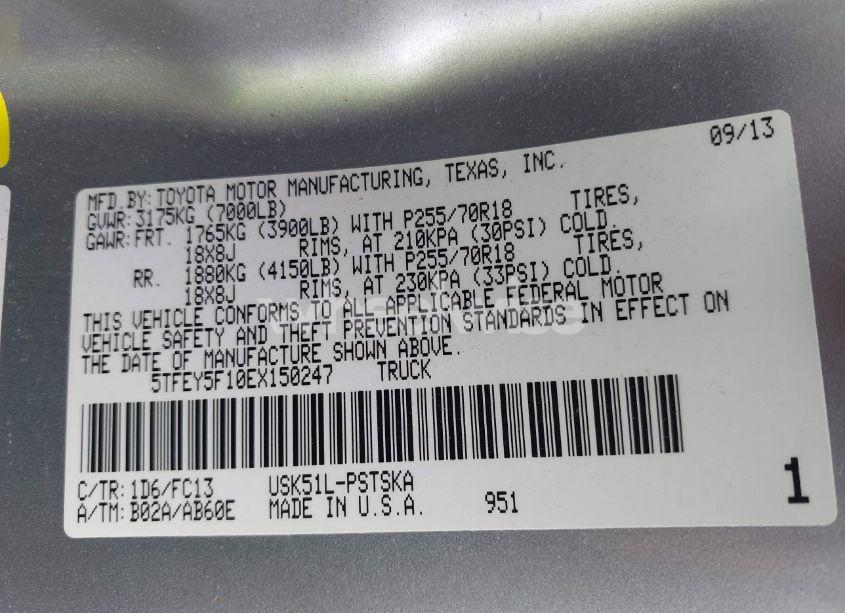 09/13
MFD.BY: TOYOTA MOTOR MANUFACTURING, TEXAS, INC.
GVWR: 3175KG (7000LB)
GAWR: FRT. 1765KG (3900LB) WITH P255/70R18 TIRES,
18X8J RIMS, AT 210KPA (30PSI) COLD.
RR. 1880KG (4150LB) WITH P255/70R18 TIRES,
18X8J RIMS, AT 230KPA (33PSI) COLD.
THIS VEHICLE CONFORMS TO ALL APPLICABLE FEDERAL MOTOR
VEHICLE SAFETY AND THEFT PREVENTION STANDARDS IN EFFECT ON
THE DATE OF MANUFACTURE SHOWN ABOVE.
5TFEY5F10EX150247 TRUCK
C/TR: 1D6/FC13 USK51L-PSTSKA
A/TM: B02A/AB60E MADE IN U.S.A. 951
1